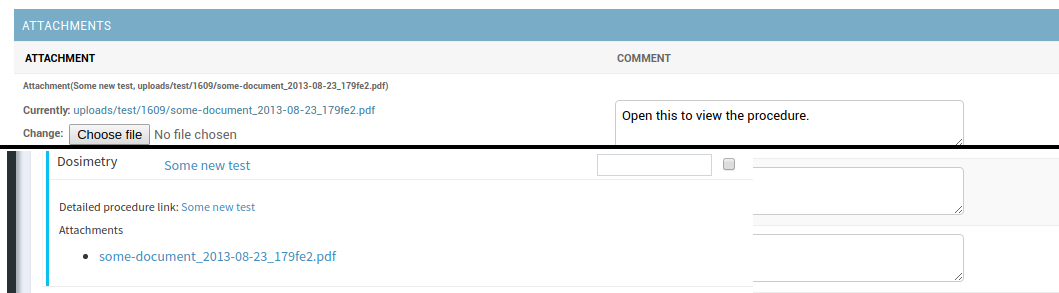 ATTACHMENTS
ATTACHMENT COMMENT
Attachment(Some new test, uploads/test/1609/some-document_2013-08-23_179fe2.pdf)
Currently: uploads/test/1609/some-document_2013-08-23_179fe2.pdf
Open this to view the procedure.
Change: Choose file No file chosen
Dosimetry Some new test
Detailed procedure link: Some new test
Attachments
• some-document_2013-08-23_179fe2.pdf